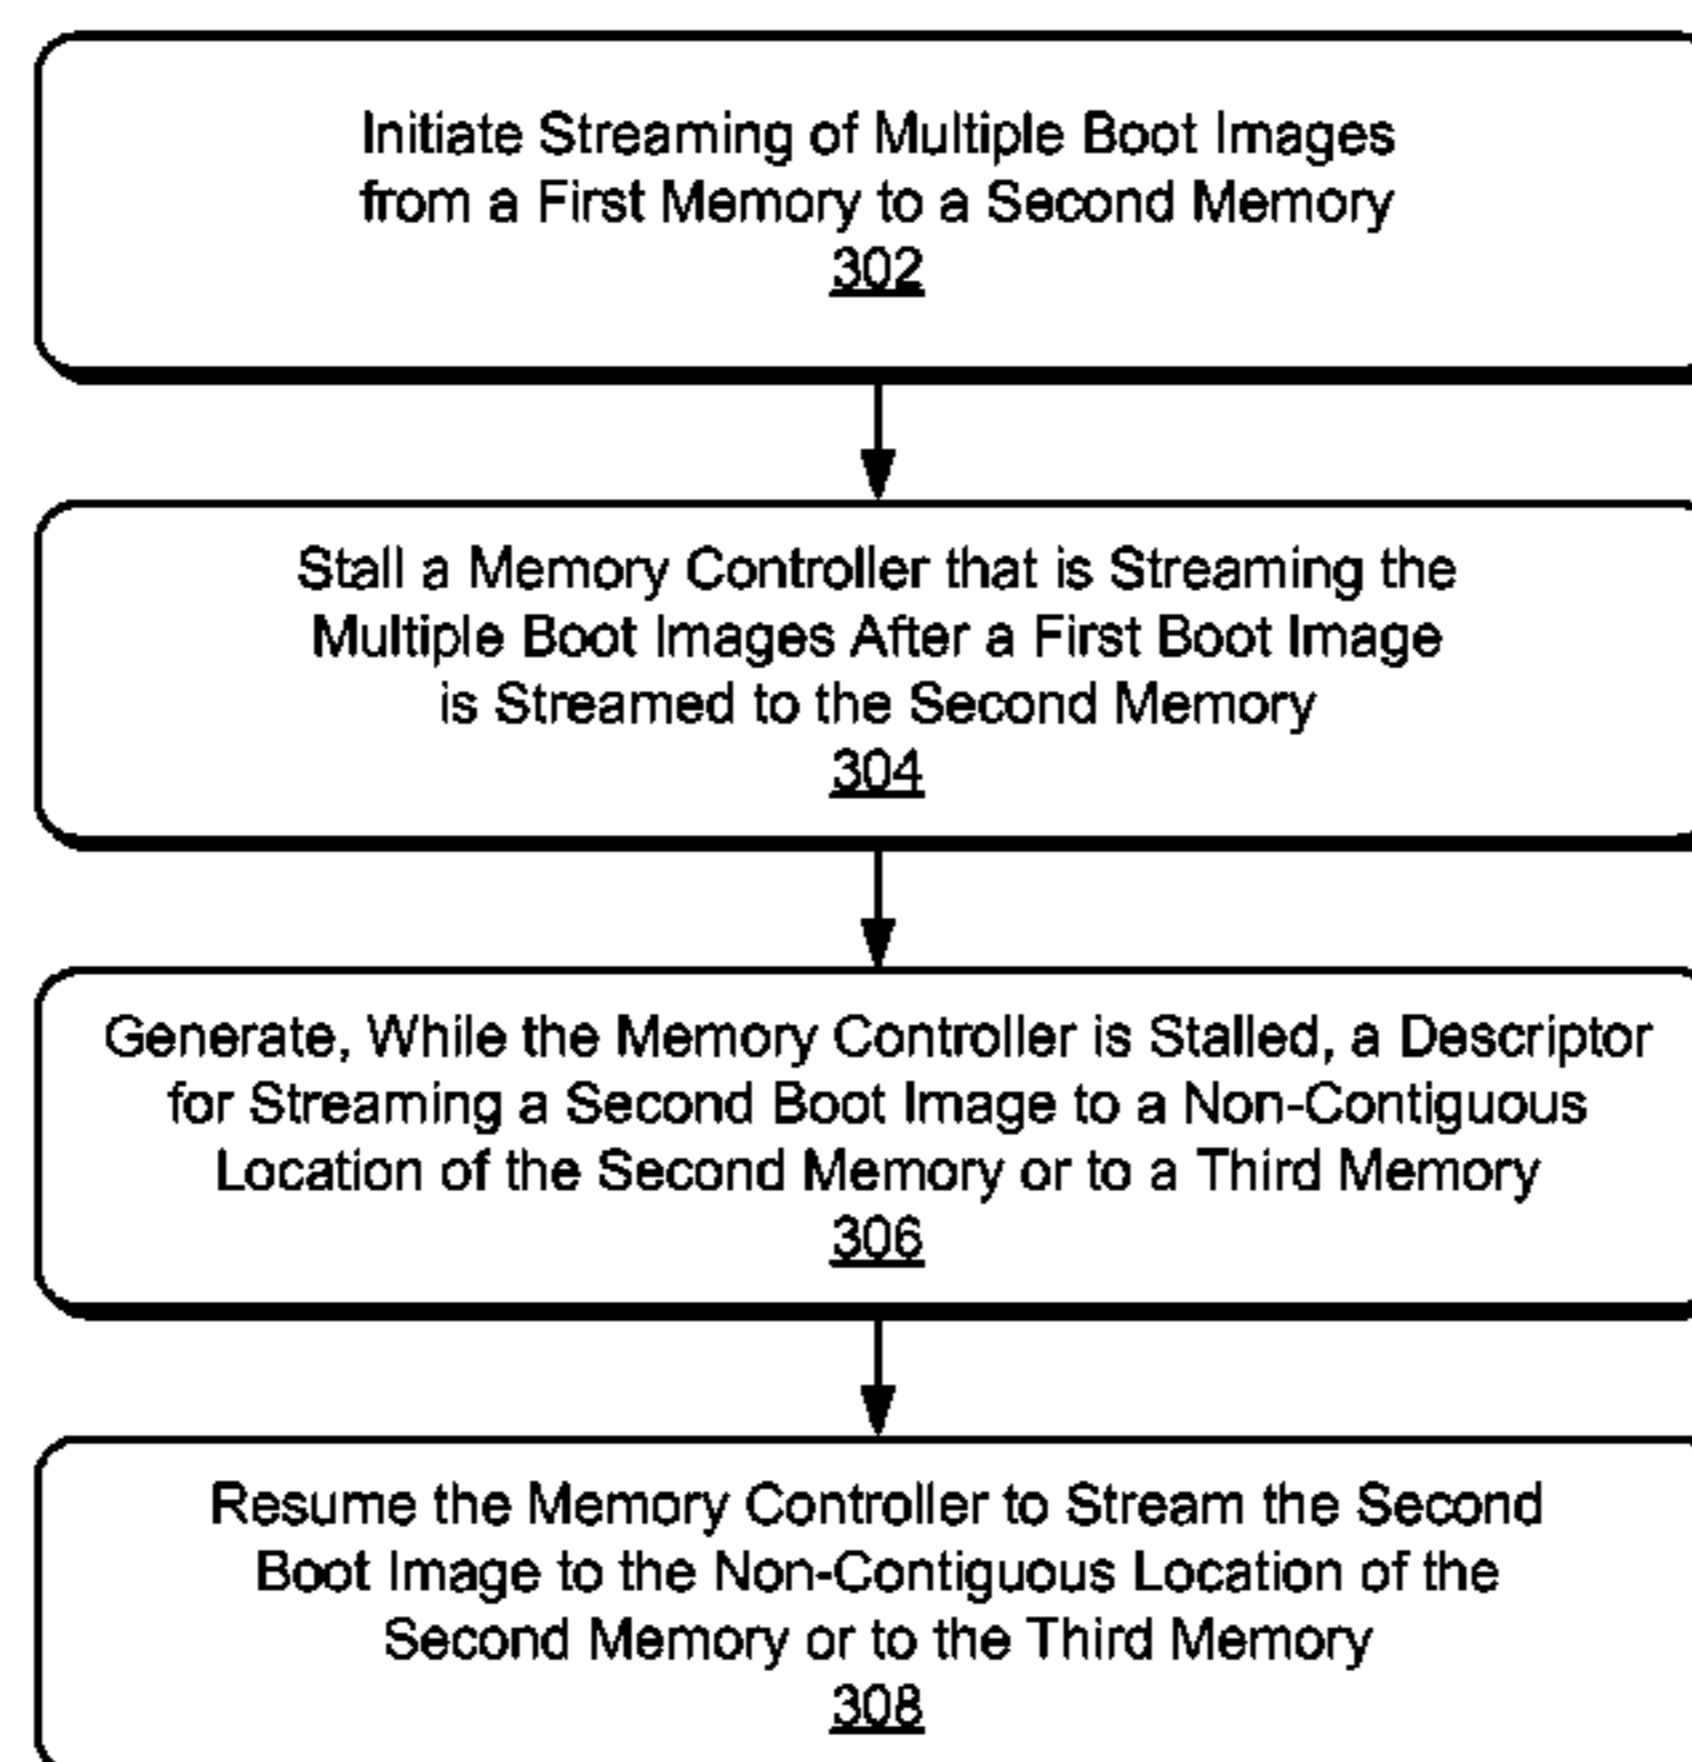 Initiate Streaming of Multiple Boot Images
from a First Memory to a Second Memory
302
Stall a Memory Controller that is Streaming the
Multiple Boot Images After a First Boot Image
is Streamed to the Second Memory
304
Generate, While the Memory Controller is Stalled, a Descriptor
for Streaming a Second Boot Image to a Non-Contiguous
Location of the Second Memory or to a Third Memory
306
Resume the Memory Controller to Stream the Second
Boot Image to the Non-Contiguous Location of the
Second Memory or to the Third Memory
308